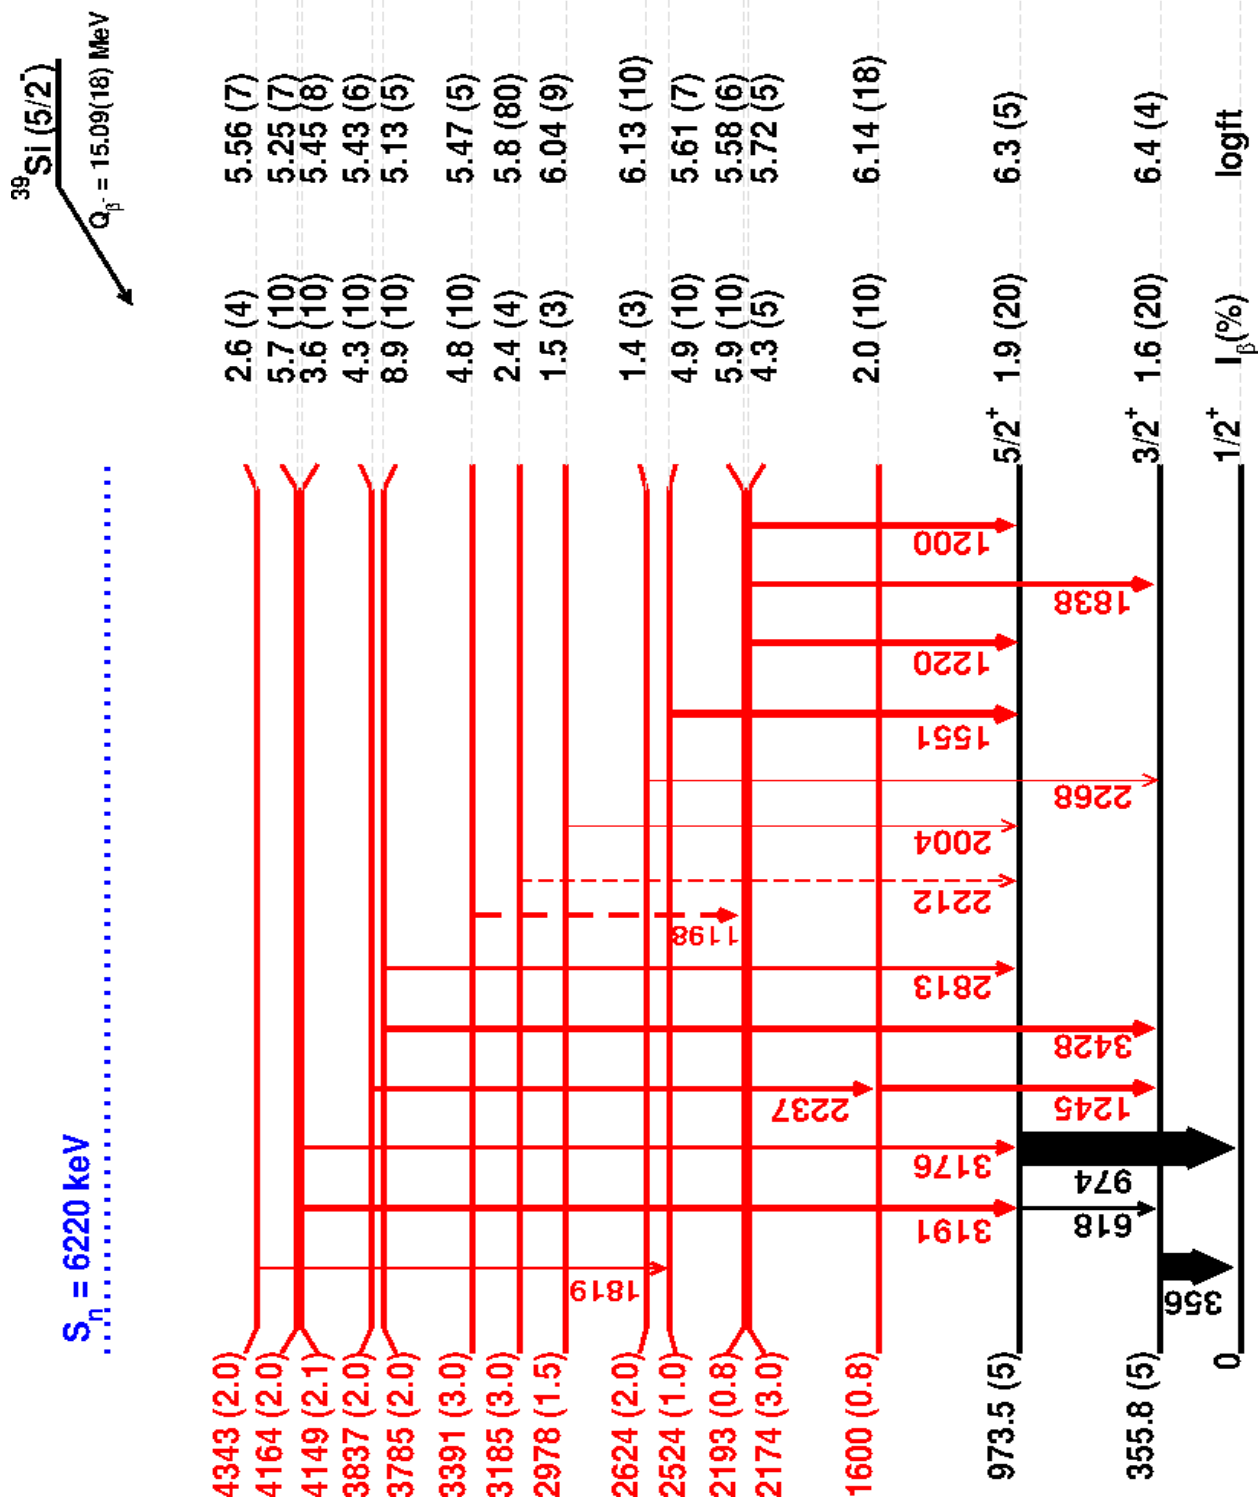 ³⁹Si (5/2⁻)
Qβ⁻ = 15.09(18) MeV
Sₙ = 6220 keV
4343 (2.0) 2.6 (4) 5.56 (7)
4164 (2.0) 5.7 (10) 5.25 (7)
4149 (2.1) 3.6 (10) 5.45 (8)
3837 (2.0) 4.3 (10) 5.43 (6)
3785 (2.0) 8.9 (10) 5.13 (5)
3391 (3.0) 4.8 (10) 5.47 (5)
3185 (3.0) 2.4 (4) 5.8 (80)
2978 (1.5) 1.5 (3) 6.04 (9)
2624 (2.0) 1.4 (3) 6.13 (10)
2524 (1.0) 4.9 (10) 5.61 (7)
2193 (0.8) 5.9 (10) 5.58 (6)
2174 (3.0) 4.3 (5) 5.72 (5)
1600 (0.8) 2.0 (10) 6.14 (18)
973.5 (5) 5/2⁺ 1.9 (20) 6.3 (5)
355.8 (5) 3/2⁺ 1.6 (20) 6.4 (4)
0 1/2⁺ Iβ(%) logft
1819
356
3191
618
3176
974
2237
1245
3428
2813
1198
2212
2004
2268
1551
1220
1838
1200